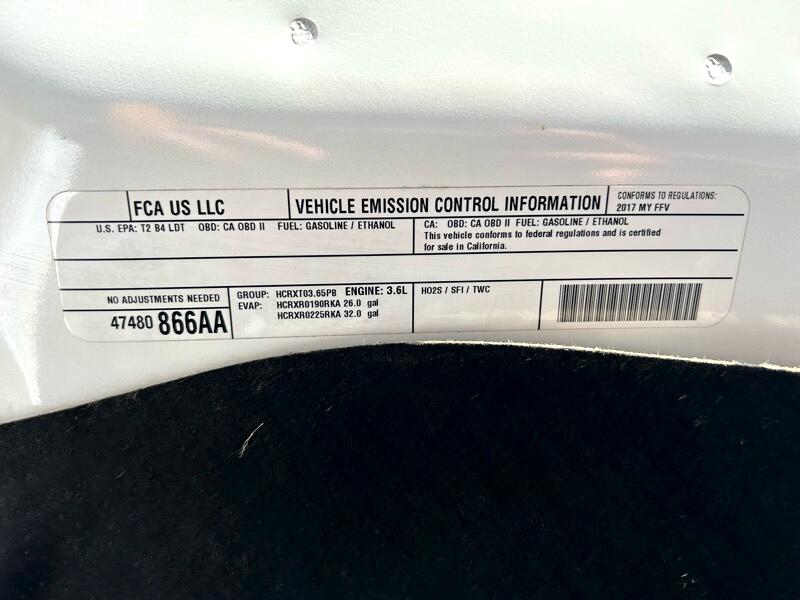 FCA US LLC
VEHICLE EMISSION CONTROL INFORMATION
CONFORMS TO REGULATIONS:
2017 MY FFV
U.S. EPA: T2 B4 LDT OBD: CA OBD II FUEL: GASOLINE / ETHANOL
CA: OBD: CA OBD II FUEL: GASOLINE / ETHANOL
This vehicle conforms to federal regulations and is certified
for sale in California.
NO ADJUSTMENTS NEEDED
47480 866AA
GROUP: HCRXT03.65PB ENGINE: 3.6L
EVAP: HCRXR0190RKA 26.0 gal
HCRXR0225RKA 32.0 gal
HO2S / SFI / TWC